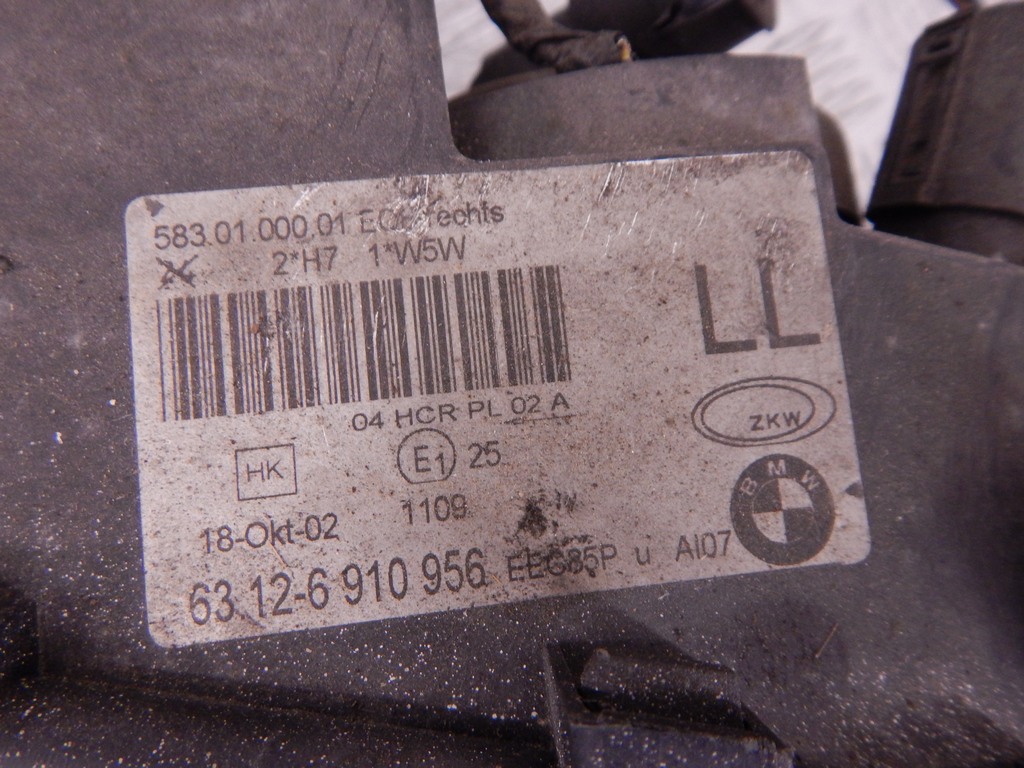 583.01.000.01 ECE rechts
2*H7 1*W5W
LL
04 HCR PL 02 A
ZKW
HK
E1 25
1109
BMW
18-Okt-02
63 12-6 910 956 u AI07